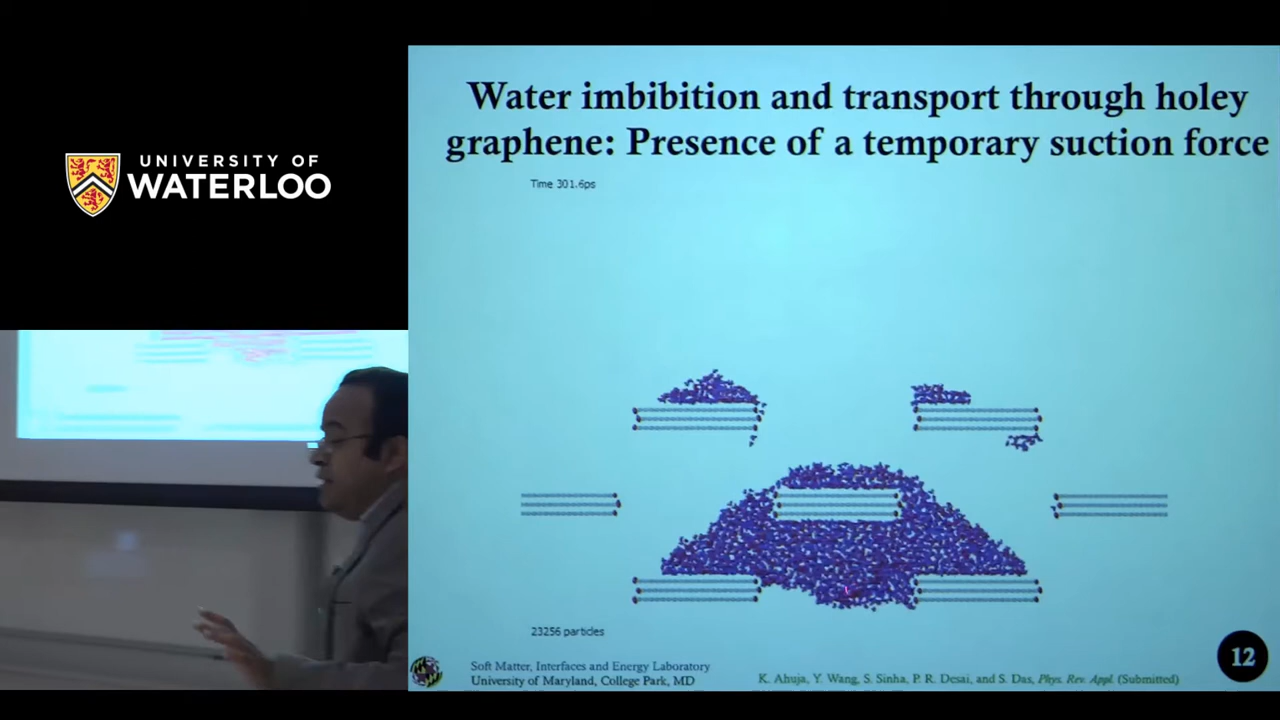 UNIVERSITY OF
WATERLOO
Water imbibition and transport through holey
graphene: Presence of a temporary suction force
Time 301.6ps
23256 particles
12
Soft Matter, Interfaces and Energy Laboratory
University of Maryland, College Park, MD
K. Ahuja, Y. Wang, S. Sinha, P. R. Desai, and S. Das, Phys. Rev. Appl. (Submitted)